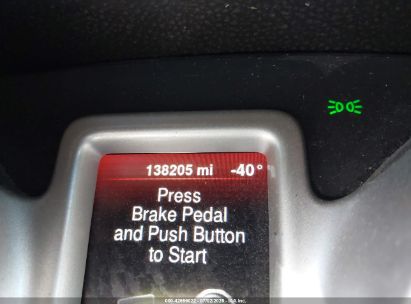 138205 mi -40°
Press
Brake Pedal
and Push Button
to Start